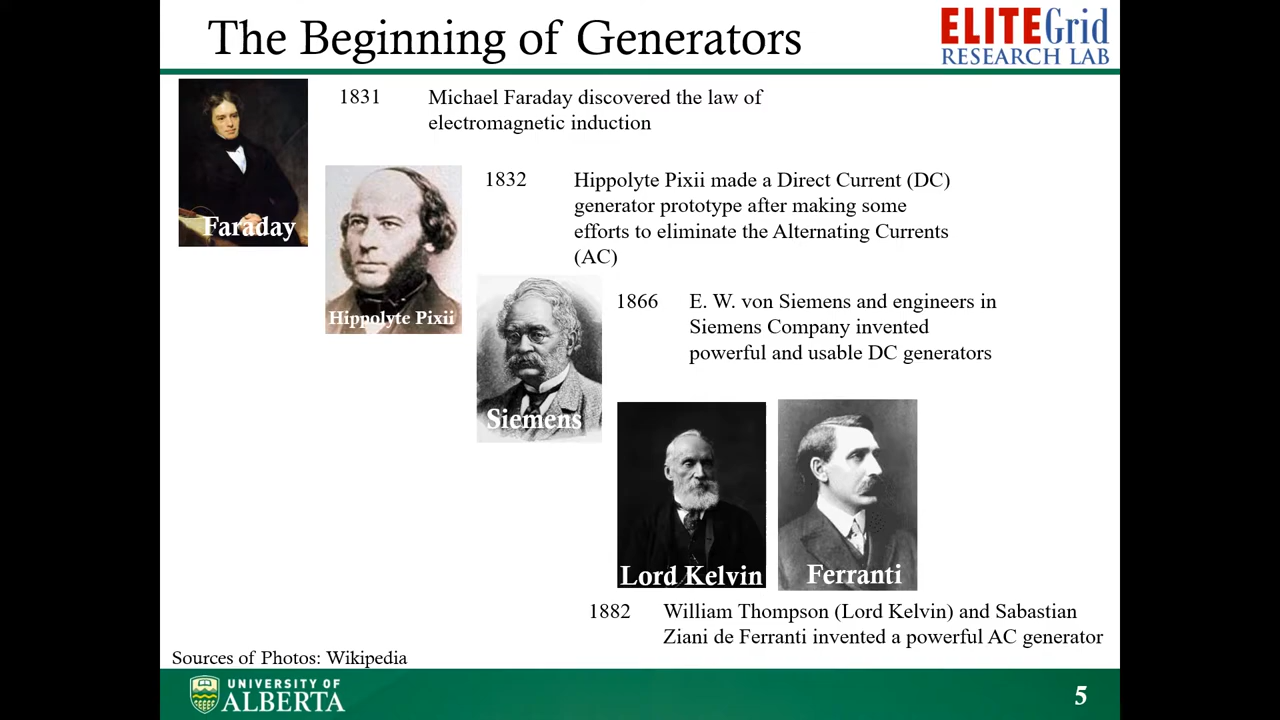 The Beginning of Generators
ELITEGrid
RESEARCH LAB
1831
Michael Faraday discovered the law of
electromagnetic induction
Faraday
1832
Hippolyte Pixii made a Direct Current (DC)
generator prototype after making some
efforts to eliminate the Alternating Currents
(AC)
Hippolyte Pixii
1866
E. W. von Siemens and engineers in
Siemens Company invented
powerful and usable DC generators
Siemens
Lord Kelvin
Ferranti
1882
William Thompson (Lord Kelvin) and Sabastian
Ziani de Ferranti invented a powerful AC generator
Sources of Photos: Wikipedia
UNIVERSITY OF
ALBERTA
5